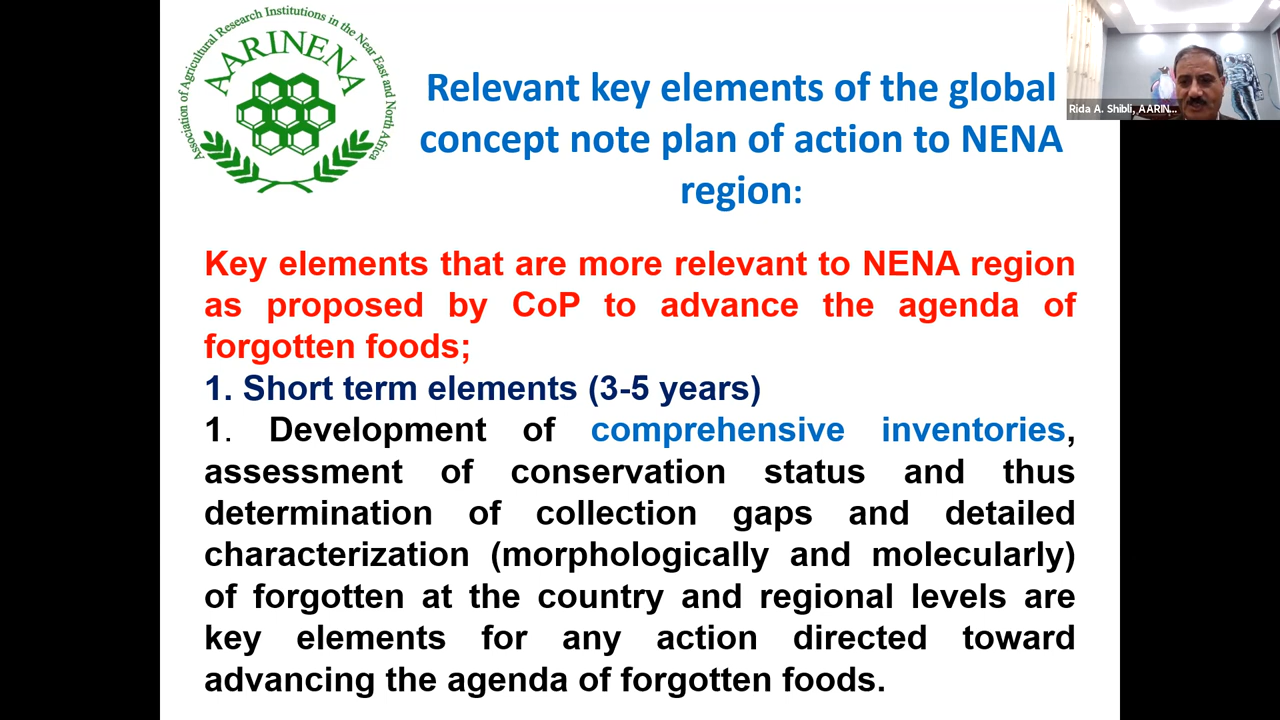 Association of Agricultural Research Institutions in the Near East and North Africa
AARINENA
Relevant key elements of the global
concept note plan of action to NENA
region:
Rida A. Shibli, AARIN...
Key elements that are more relevant to NENA region
as proposed by CoP to advance the agenda of
forgotten foods;
1. Short term elements (3-5 years)
1. Development of comprehensive inventories,
assessment of conservation status and thus
determination of collection gaps and detailed
characterization (morphologically and molecularly)
of forgotten at the country and regional levels are
key elements for any action directed toward
advancing the agenda of forgotten foods.